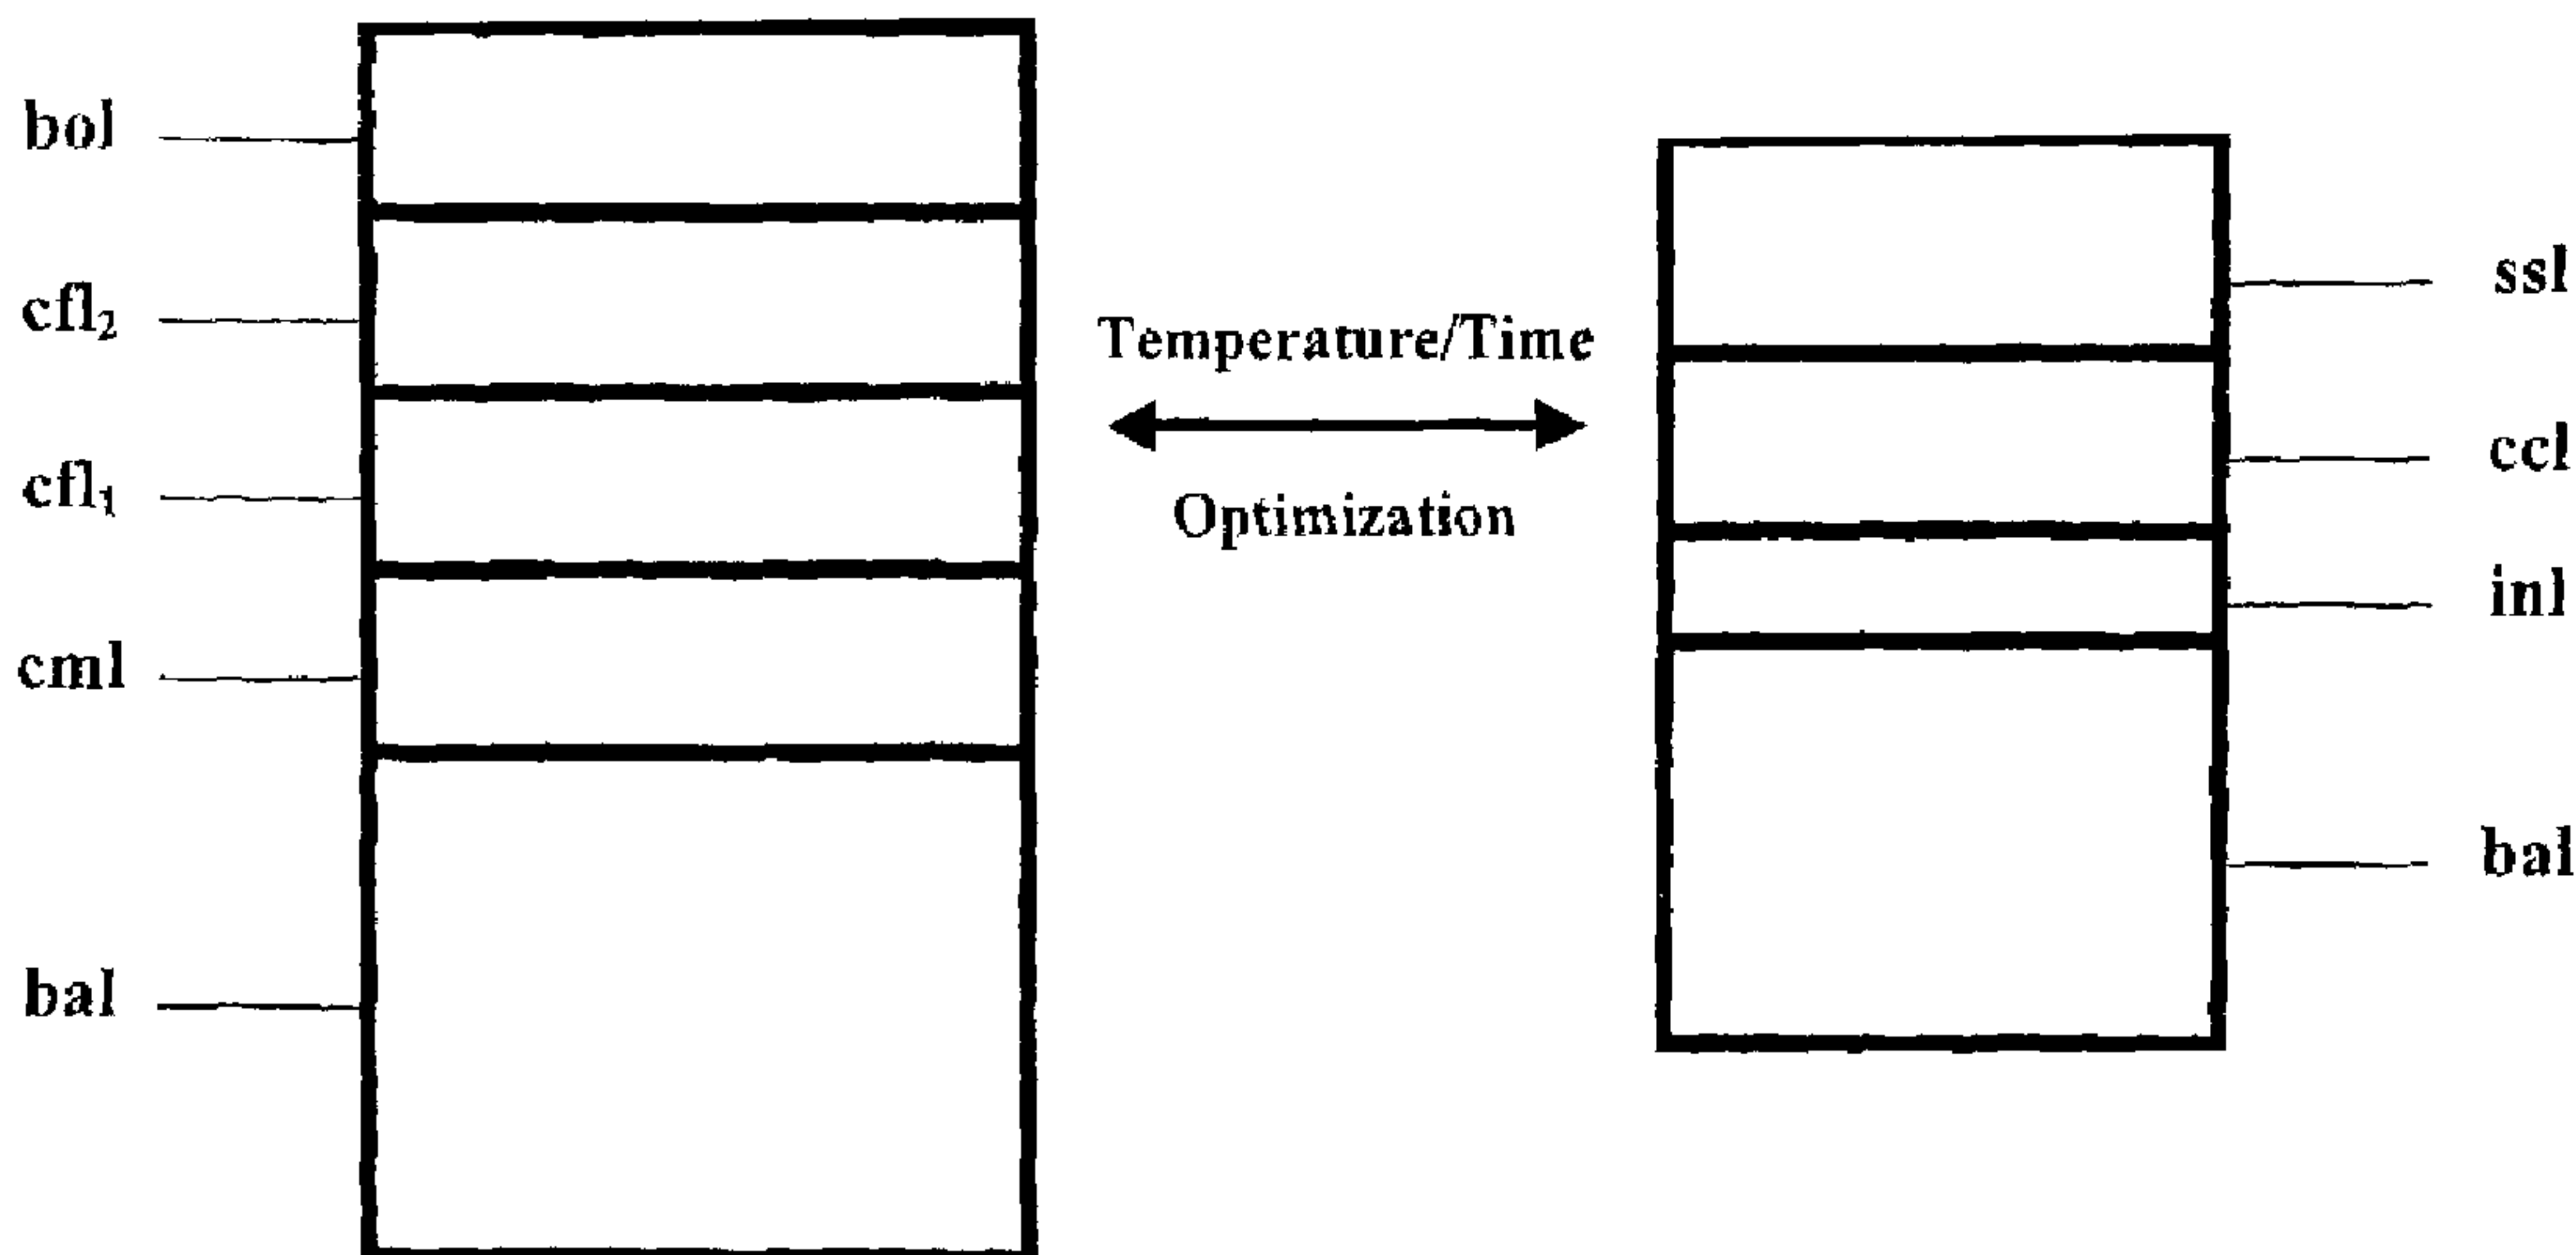 bol
cfl₂
cfl₁
cml
bal
Temperature/Time
Optimization
ssl
ccl
inl
bal